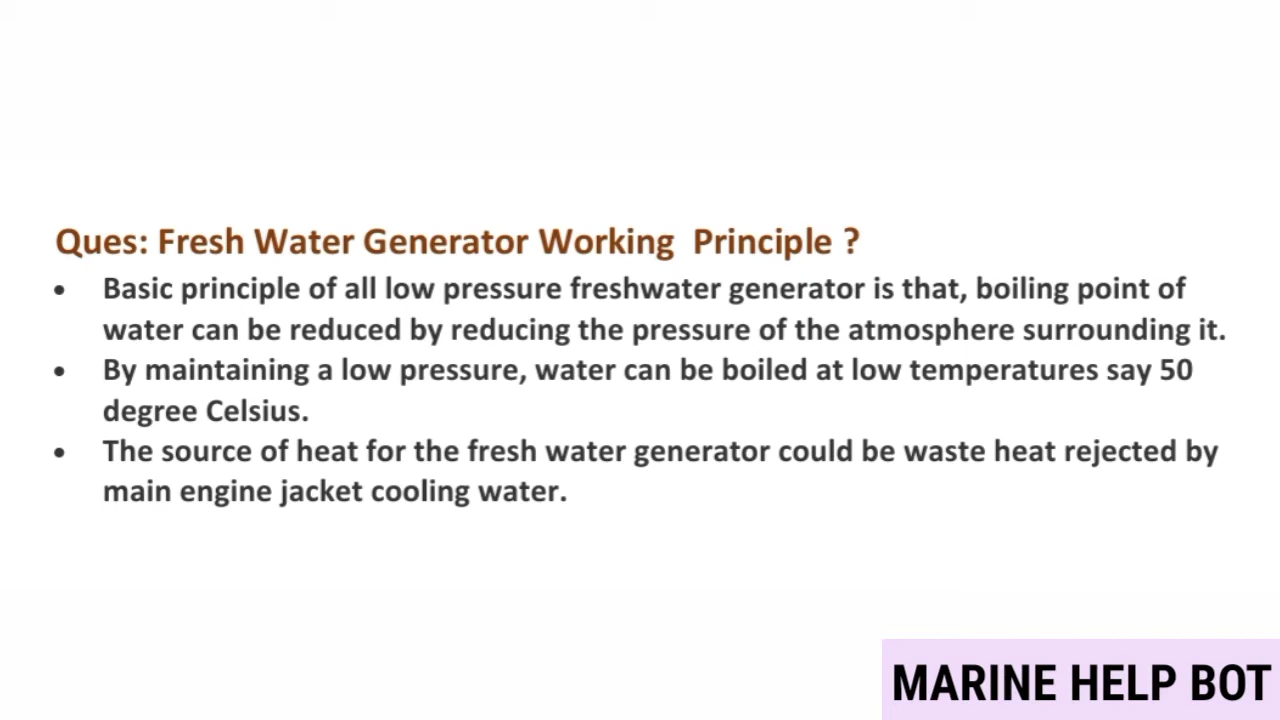 Ques: Fresh Water Generator Working  Principle ?
• Basic principle of all low pressure freshwater generator is that, boiling point of
water can be reduced by reducing the pressure of the atmosphere surrounding it.
• By maintaining a low pressure, water can be boiled at low temperatures say 50
degree Celsius.
• The source of heat for the fresh water generator could be waste heat rejected by
main engine jacket cooling water.
MARINE HELP BOT